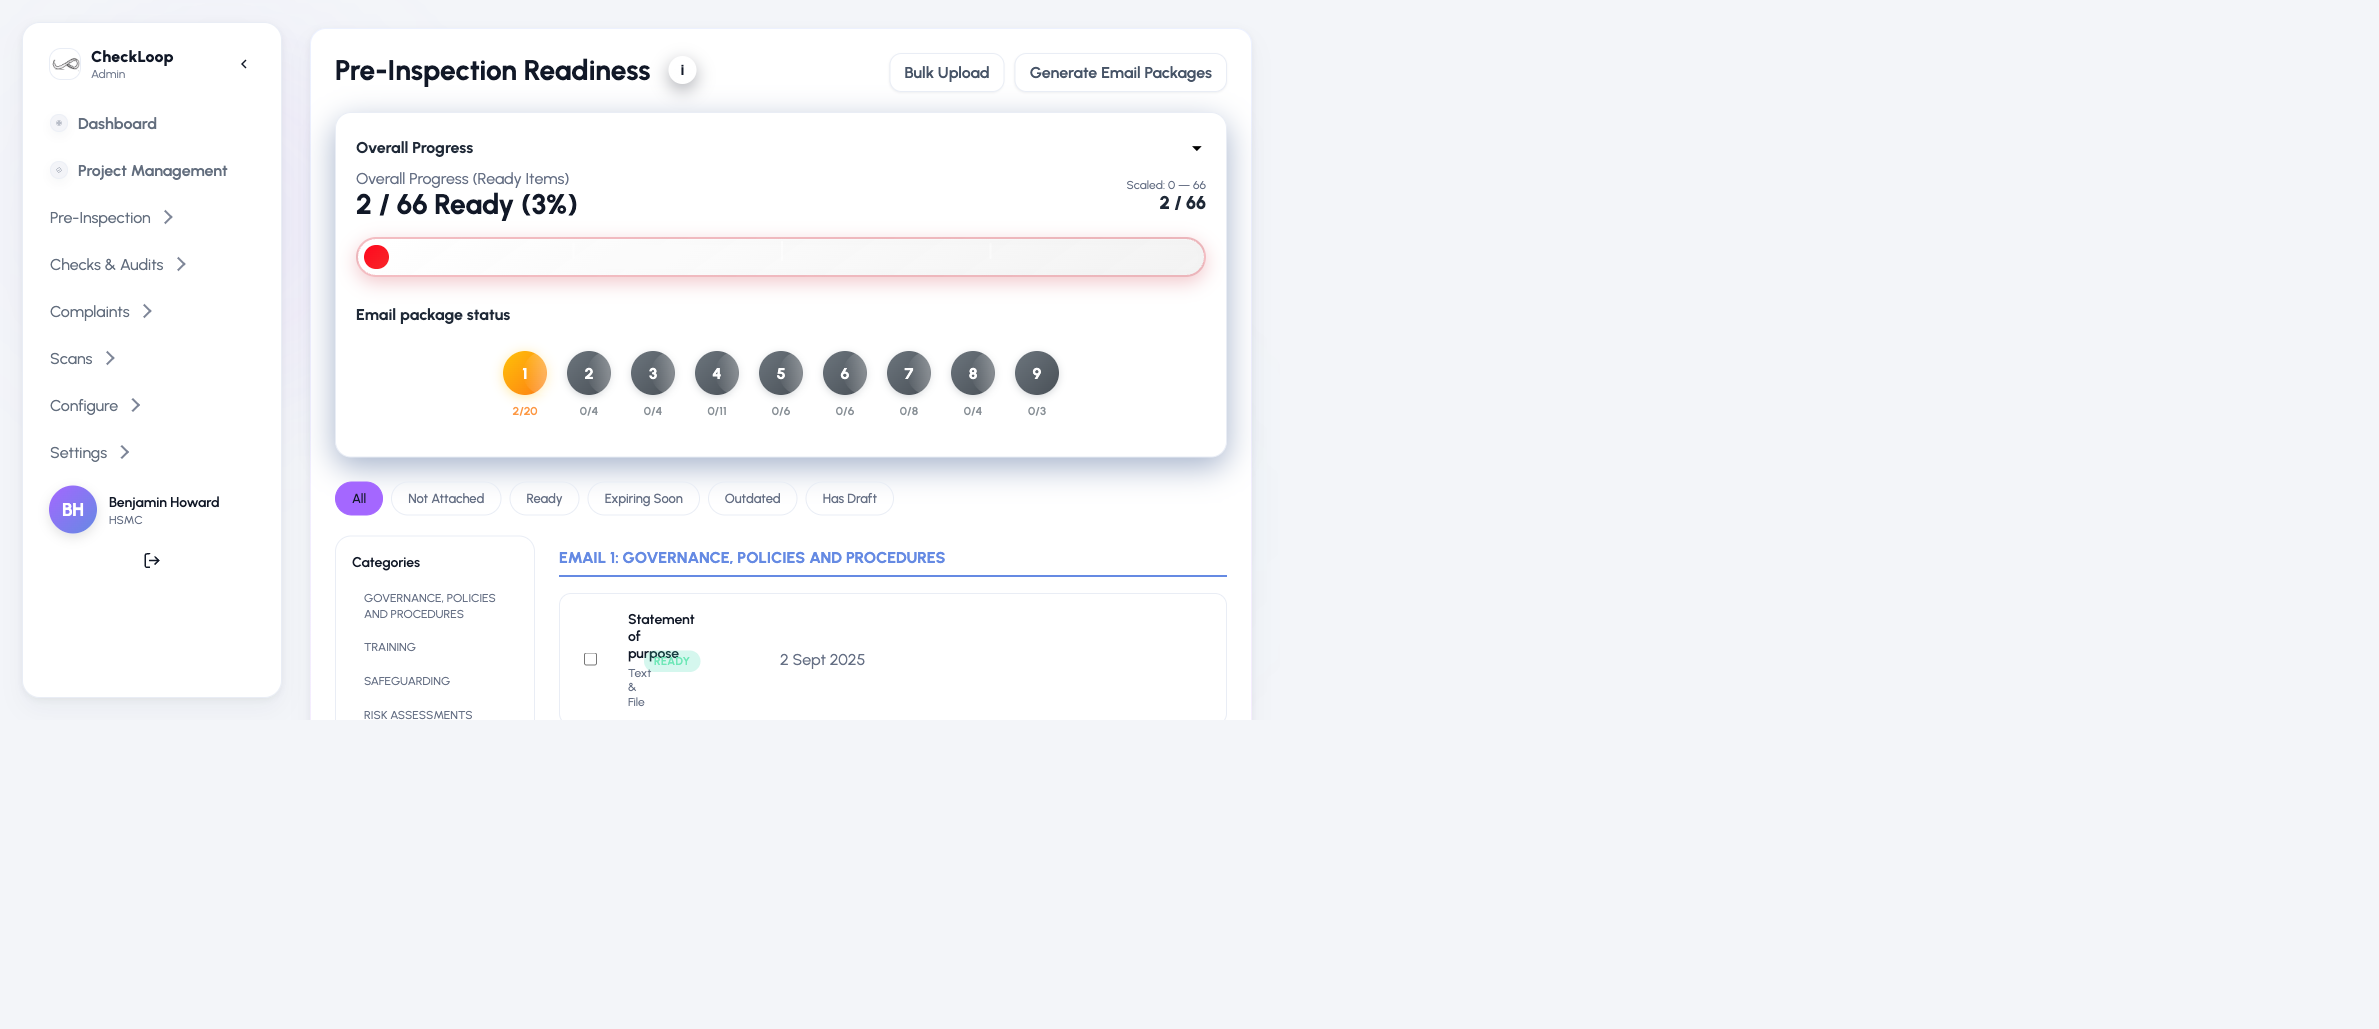 CheckLoop
Admin
Dashboard
Project Management
Pre-Inspection
Checks & Audits
Complaints
Scans
Configure
Settings
BH
Benjamin Howard
HSMC
Pre-Inspection Readiness
i
Bulk Upload
Generate Email Packages
Overall Progress
Overall Progress (Ready Items)
2 / 66 Ready (3%)
Scaled: 0 — 66
2 / 66
Email package status
1 2 3 4 5 6 7 8 9
2/20 0/4 0/4 0/11 0/6 0/6 0/8 0/4 0/3
All
Not Attached
Ready
Expiring Soon
Outdated
Has Draft
Categories
GOVERNANCE, POLICIES
AND PROCEDURES
TRAINING
SAFEGUARDING
RISK ASSESSMENTS
EMAIL 1: GOVERNANCE, POLICIES AND PROCEDURES
Statement
of
purpose
Text
&
File
READY
2 Sept 2025